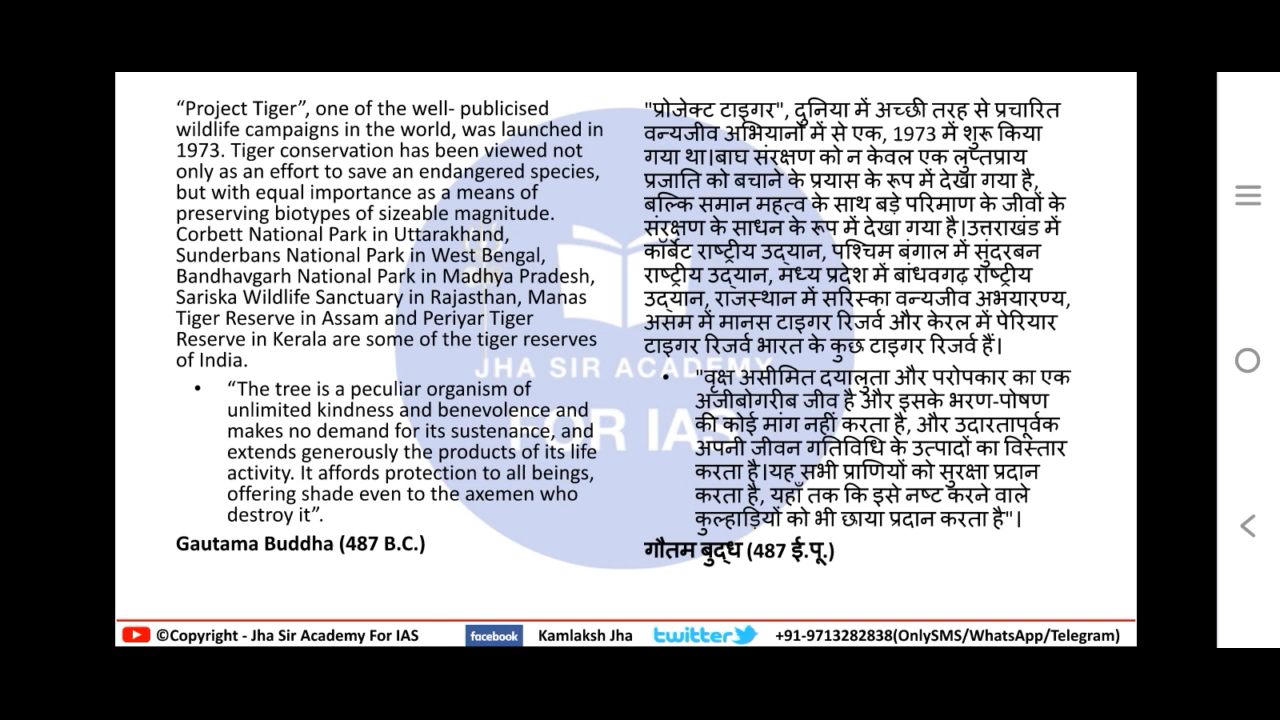 “Project Tiger”, one of the well- publicised
wildlife campaigns in the world, was launched in
1973. Tiger conservation has been viewed not
only as an effort to save an endangered species,
but with equal importance as a means of
preserving biotypes of sizeable magnitude.
Corbett National Park in Uttarakhand,
Sunderbans National Park in West Bengal,
Bandhavgarh National Park in Madhya Pradesh,
Sariska Wildlife Sanctuary in Rajasthan, Manas
Tiger Reserve in Assam and Periyar Tiger
Reserve in Kerala are some of the tiger reserves
of India.
• “The tree is a peculiar organism of
unlimited kindness and benevolence and
makes no demand for its sustenance, and
extends generously the products of its life
activity. It affords protection to all beings,
offering shade even to the axemen who
destroy it”.
Gautama Buddha (487 B.C.)
"प्रोजेक्ट टाइगर", दुनिया में अच्छी तरह से प्रचारित
वन्यजीव अभियानों में से एक, 1973 में शुरू किया
गया था।बाघ संरक्षण को न केवल एक लुप्तप्राय
प्रजाति को बचाने के प्रयास के रूप में देखा गया है,
बल्कि समान महत्व के साथ बड़े परिमाण के जीवों के
संरक्षण के साधन के रूप में देखा गया है।उत्तराखंड में
कॉर्बेट राष्ट्रीय उद्यान, पश्चिम बंगाल में सुंदरबन
राष्ट्रीय उद्यान, मध्य प्रदेश में बांधवगढ़ राष्ट्रीय
उद्यान, राजस्थान में सरिस्का वन्यजीव अभयारण्य,
असम में मानस टाइगर रिजर्व और केरल में पेरियार
टाइगर रिजर्व भारत के कुछ टाइगर रिजर्व हैं।
• "वृक्ष असीमित दयालुता और परोपकार का एक
अजीबोगरीब जीव है और इसके भरण-पोषण
की कोई मांग नहीं करता है, और उदारतापूर्वक
अपनी जीवन गतिविधि के उत्पादों का विस्तार
करता है।यह सभी प्राणियों को सुरक्षा प्रदान
करता है, यहाँ तक कि इसे नष्ट करने वाले
कुल्हाड़ियों को भी छाया प्रदान करता है"।
गौतम बुद्ध (487 ई.पू.)
JHA SIR ACADEMY
FOR IAS
©Copyright - Jha Sir Academy For IAS facebook Kamlaksh Jha twitter +91-9713282838(OnlySMS/WhatsApp/Telegram)